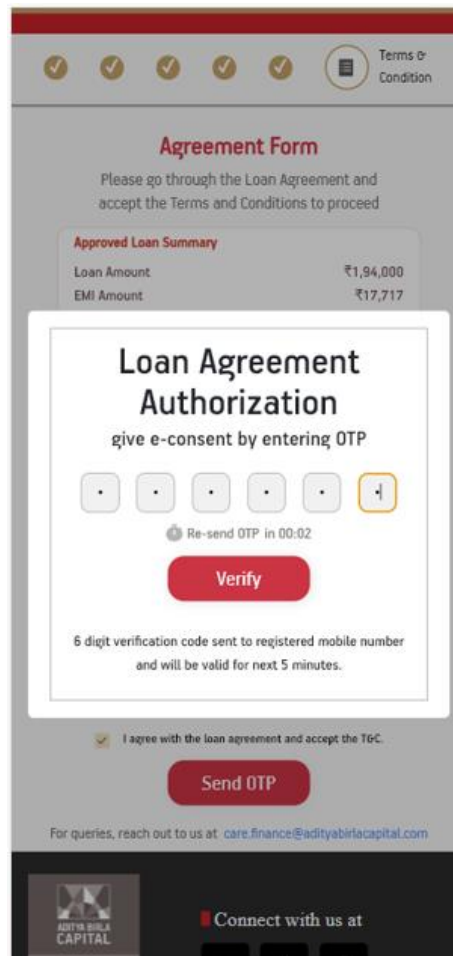 Terms &
Condition
Agreement Form
Please go through the Loan Agreement and
accept the Terms and Conditions to proceed
Approved Loan Summary
Loan Amount ₹1,94,000
EMI Amount ₹17,717
Loan Agreement
Authorization
give e-consent by entering OTP
Re-send OTP in 00:02
Verify
6 digit verification code sent to registered mobile number
and will be valid for next 5 minutes.
I agree with the loan agreement and accept the T&C.
Send OTP
For queries, reach out to us at care.finance@adityabirlacapital.com
ADITYA BIRLA
CAPITAL
Connect with us at